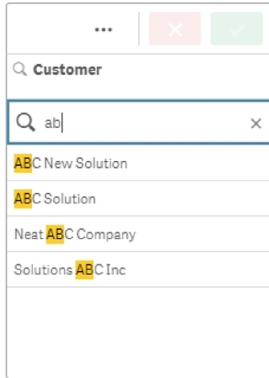 ...
Customer
ab
ABC New Solution
ABC Solution
Neat ABC Company
Solutions ABC Inc